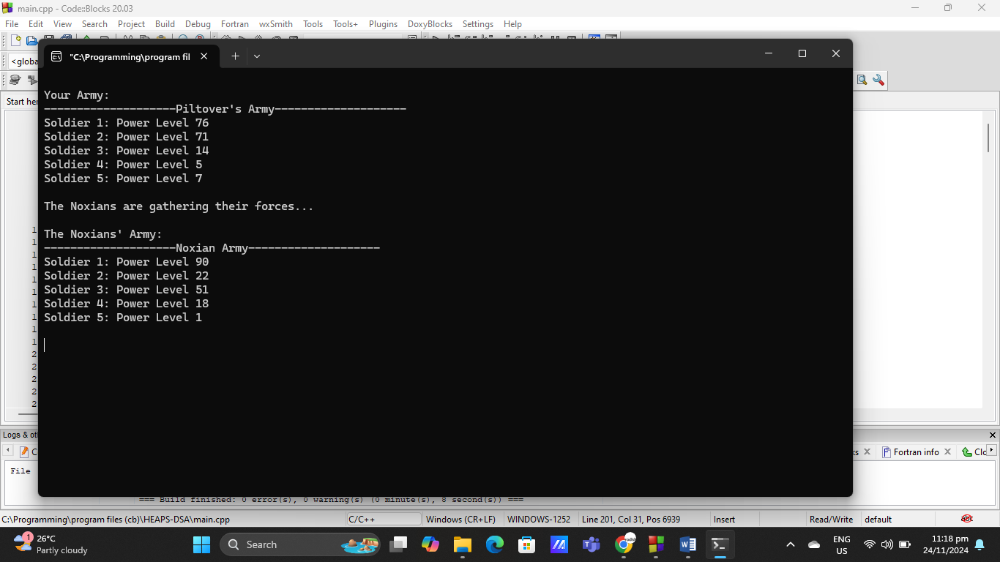 main.cpp - Code::Blocks 20.03
File Edit View Search Project Build Debug Fortran wxSmith Tools Tools+ Plugins DoxyBlocks Settings Help
"C:\Programming\program fil
<globa
Start her
Your Army:
--------------------Piltover's Army--------------------
Soldier 1: Power Level 76
Soldier 2: Power Level 71
Soldier 3: Power Level 14
Soldier 4: Power Level 5
Soldier 5: Power Level 7
The Noxians are gathering their forces...
The Noxians' Army:
--------------------Noxian Army--------------------
Soldier 1: Power Level 90
Soldier 2: Power Level 22
Soldier 3: Power Level 51
Soldier 4: Power Level 18
Soldier 5: Power Level 1
Logs & ot
C
ks
Fortran info
Clc
File
=== Build finished: 0 error(s), 0 warning(s) (0 minute(s), 8 second(s)) ===
C:\Programming\program files (cb)\HEAPS-DSA\main.cpp C/C++ Windows (CR+LF) WINDOWS-1252 Line 201, Col 31, Pos 6939 Insert Read/Write default
1
26°C
Partly cloudy
Search
ENG
US
11:18 pm
24/11/2024